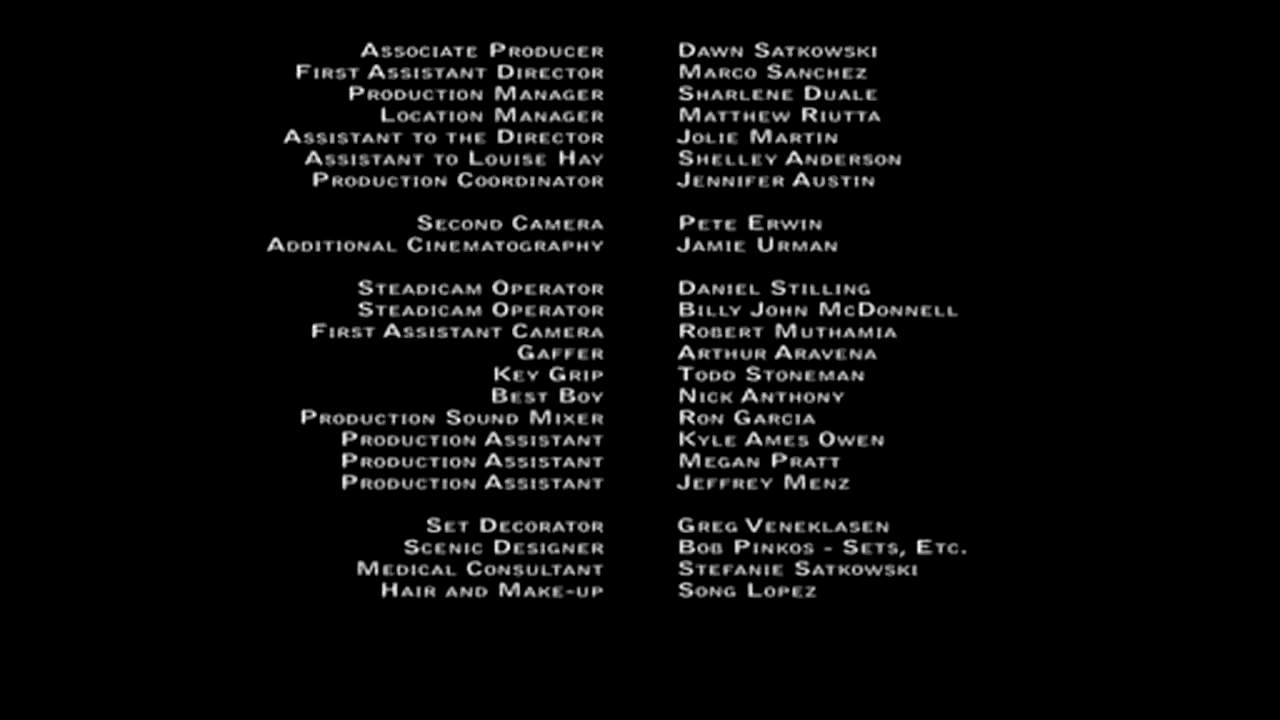 Associate Producer Dawn Satkowski
First Assistant Director Marco Sanchez
Production Manager Sharlene Duale
Location Manager Matthew Riutta
Assistant to the Director Jolie Martin
Assistant to Louise Hay Shelley Anderson
Production Coordinator Jennifer Austin
Second Camera Pete Erwin
Additional Cinematography Jamie Urman
Steadicam Operator Daniel Stilling
Steadicam Operator Billy John McDonnell
First Assistant Camera Robert Muthamia
Gaffer Arthur Aravena
Key Grip Todd Stoneman
Best Boy Nick Anthony
Production Sound Mixer Ron Garcia
Production Assistant Kyle Ames Owen
Production Assistant Megan Pratt
Production Assistant Jeffrey Menz
Set Decorator Greg Veneklasen
Scenic Designer Bob Pinkos - Sets, Etc.
Medical Consultant Stefanie Satkowski
Hair and Make-up Song Lopez